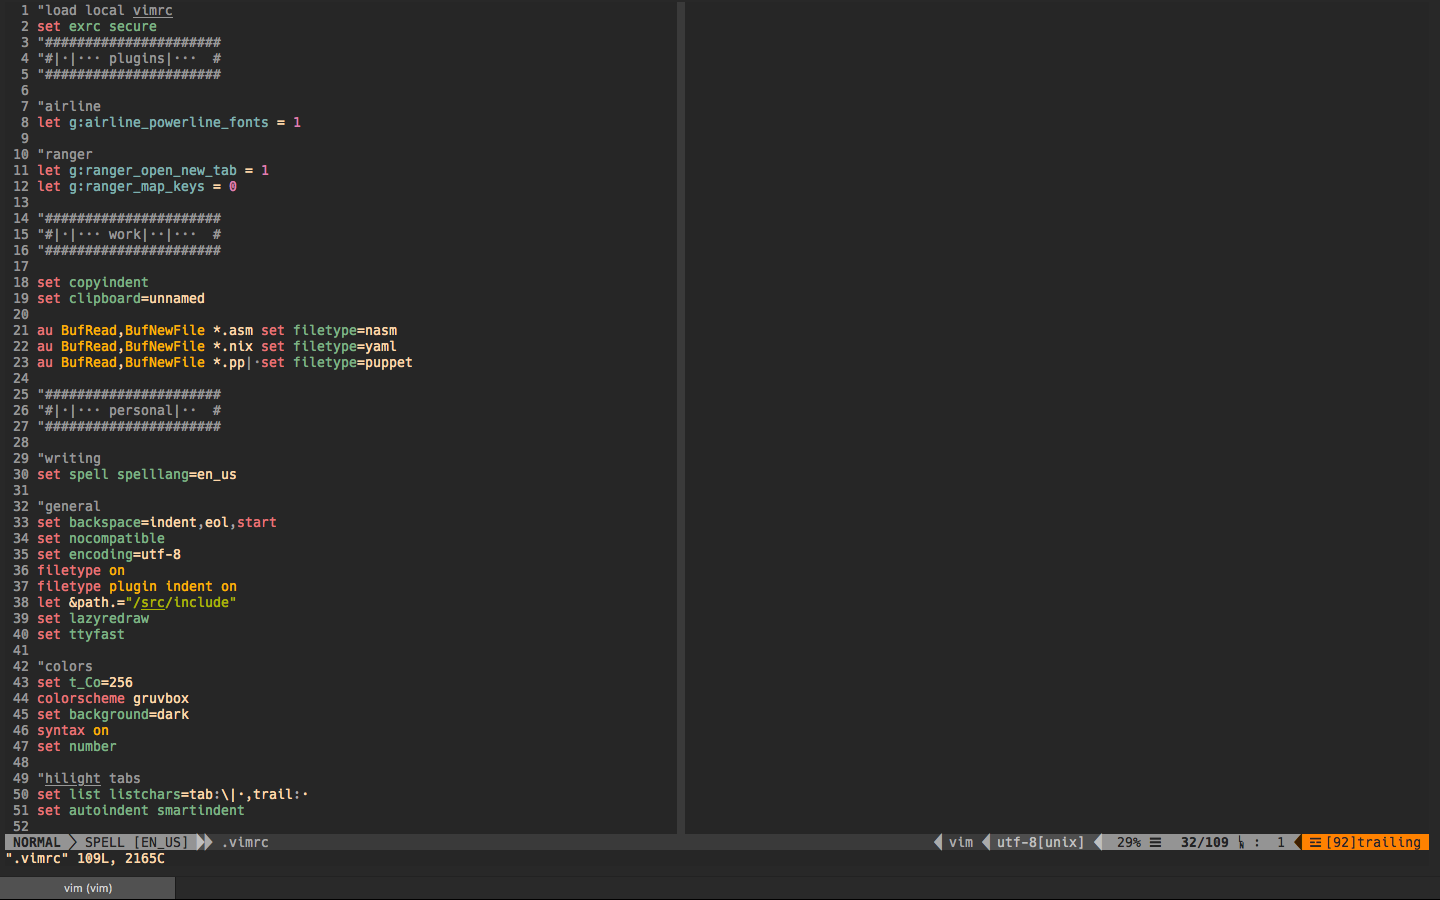 1 "load local vimrc
2 set exrc secure
3 "######################
4 "#|·|··· plugins|···  #
5 "######################
6
7 "airline
8 let g:airline_powerline_fonts = 1
9
10 "ranger
11 let g:ranger_open_new_tab = 1
12 let g:ranger_map_keys = 0
13
14 "######################
15 "#|·|··· work|··|···  #
16 "######################
17
18 set copyindent
19 set clipboard=unnamed
20
21 au BufRead,BufNewFile *.asm set filetype=nasm
22 au BufRead,BufNewFile *.nix set filetype=yaml
23 au BufRead,BufNewFile *.pp|·set filetype=puppet
24
25 "######################
26 "#|·|··· personal|··  #
27 "######################
28
29 "writing
30 set spell spelllang=en_us
31
32 "general
33 set backspace=indent,eol,start
34 set nocompatible
35 set encoding=utf-8
36 filetype on
37 filetype plugin indent on
38 let &path.="/src/include"
39 set lazyredraw
40 set ttyfast
41
42 "colors
43 set t_Co=256
44 colorscheme gruvbox
45 set background=dark
46 syntax on
47 set number
48
49 "hilight tabs
50 set list listchars=tab:\|·,trail:·
51 set autoindent smartindent
52
NORMAL SPELL [EN_US] .vimrc vim utf-8[unix] 29% ☰ 32/109 : 1 ☲[92]trailing
".vimrc" 109L, 2165C
vim (vim)